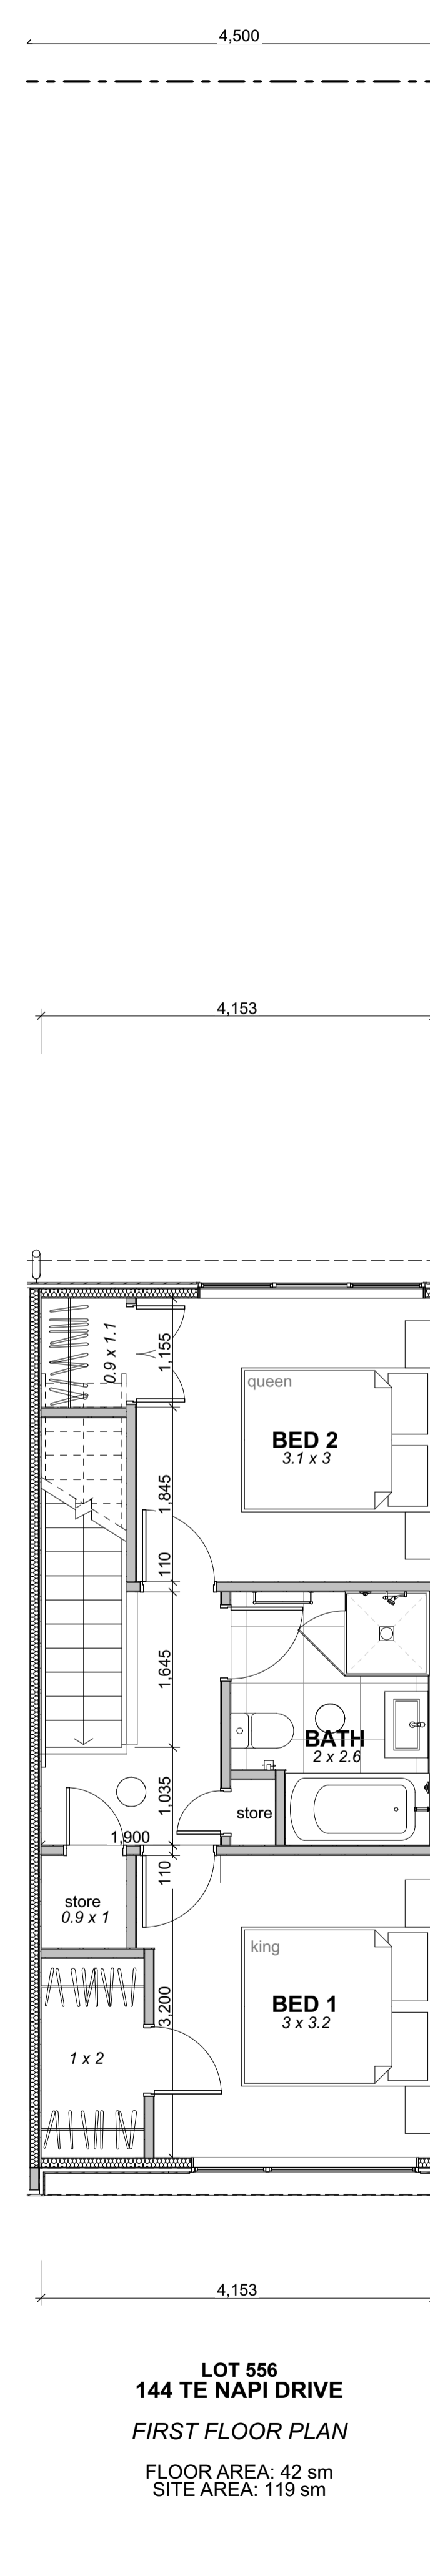 4,500
4,153
0.9 x 1.1
1,155
queen
BED 2
3.1 x 3
1,845
110
1,645
BATH
2 x 2.6
1,035
store
1,900
110
store
0.9 x 1
king
BED 1
3 x 3.2
3,200
1 x 2
4,153
LOT 556
144 TE NAPI DRIVE
FIRST FLOOR PLAN
FLOOR AREA: 42 sm
SITE AREA: 119 sm